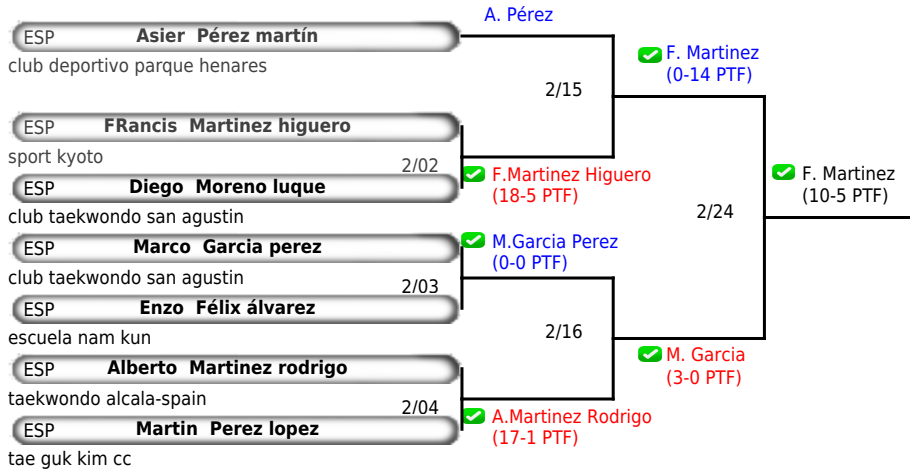 A. Pérez
ESP Asier Pérez martín
club deportivo parque henares
F. Martinez
(0-14 PTF)
2/15
ESP FRancis Martinez higuero
sport kyoto
2/02
F.Martinez Higuero
(18-5 PTF)
ESP Diego Moreno luque
club taekwondo san agustin
F. Martinez
(10-5 PTF)
2/24
ESP Marco Garcia perez
club taekwondo san agustin
M.Garcia Perez
(0-0 PTF)
2/03
ESP Enzo Félix álvarez
escuela nam kun
2/16
M. Garcia
(3-0 PTF)
ESP Alberto Martinez rodrigo
taekwondo alcala-spain
2/04
A.Martinez Rodrigo
(17-1 PTF)
ESP Martin Perez lopez
tae guk kim cc